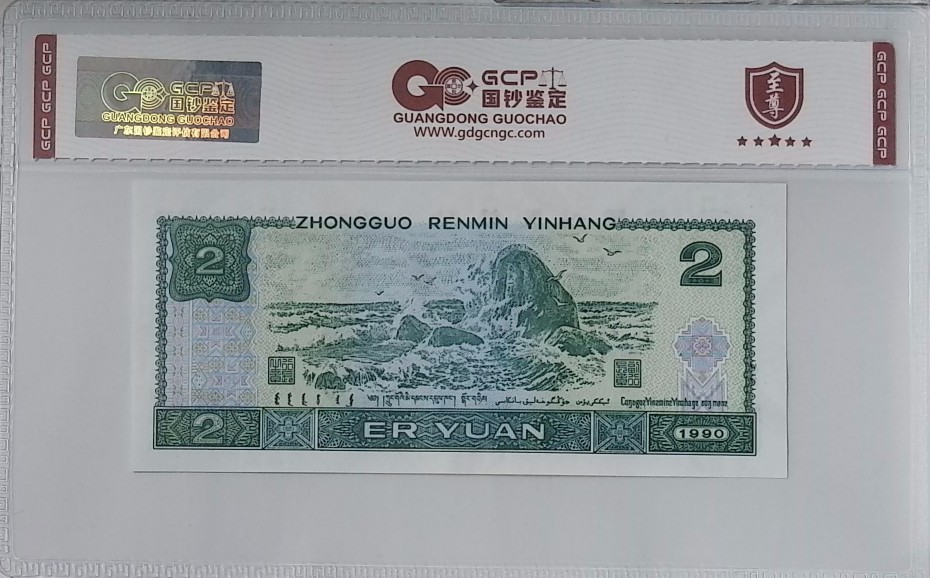 GCP GCP GCP
GCP
国钞鉴定
GUANGDONG GUOCHAO
广东国钞鉴定评估有限公司
GCP
国钞鉴定
GUANGDONG GUOCHAO
www.gdgcngc.com
至尊
GCP GCP GCP
ZHONGGUO RENMIN YINHANG
2
2
2
ER YUAN
1990